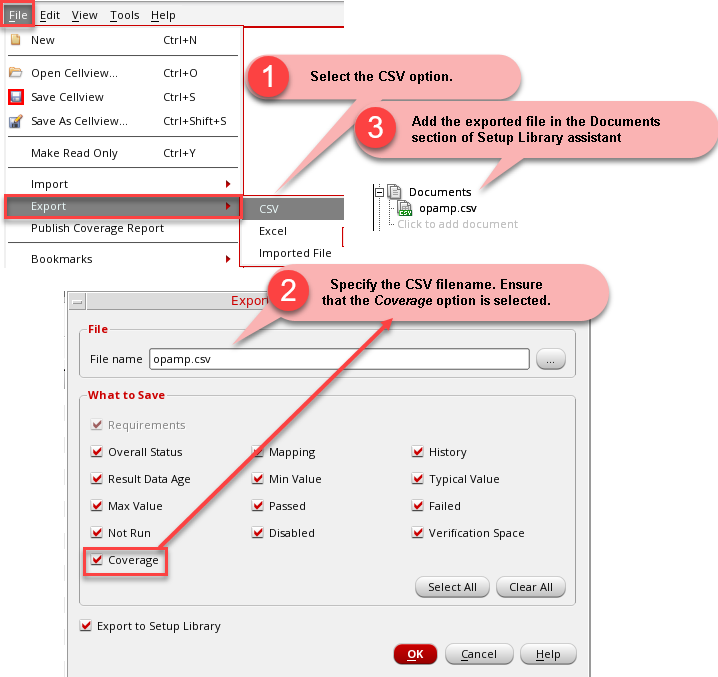 File Edit View Tools Help
New Ctrl+N
Open Cellview... Ctrl+O
Save Cellview Ctrl+S
Save As Cellview... Ctrl+Shift+S
Make Read Only Ctrl+Y
Import
Export
Publish Coverage Report
Bookmarks
CSV
Excel
Imported File
1
Select the CSV option.
3
Add the exported file in the Documents
section of Setup Library assistant
Documents
CSV
opamp.csv
Click to add document
2
Specify the CSV filename. Ensure
that the Coverage option is selected.
Expor
File
File name opamp.csv ...
What to Save
Requirements
Overall Status Mapping History
Result Data Age Min Value Typical Value
Max Value Passed Failed
Not Run Disabled Verification Space
Coverage
Select All Clear All
Export to Setup Library
OK Cancel Help